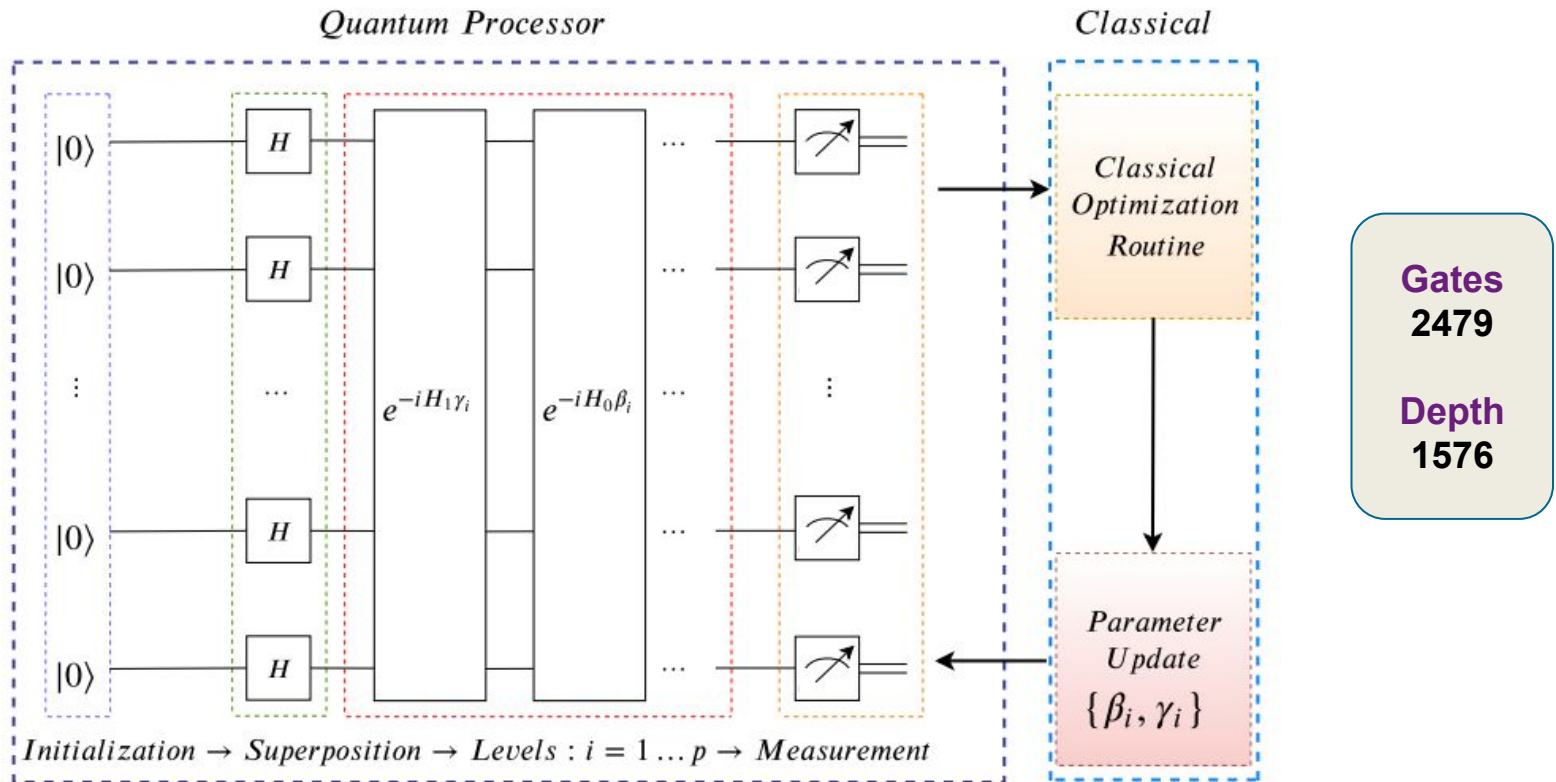 Quantum Processor
Classical
|0⟩ H ...
|0⟩ H ...
⋮ ... e^{-iH_1γ_i} e^{-iH_0β_i} ... ⋮
|0⟩ H ...
|0⟩ H ...
Initialization → Superposition → Levels : i = 1 ... p → Measurement
Classical
Optimization
Routine
Parameter
Update
{β_i, γ_i}
Gates
2479
Depth
1576